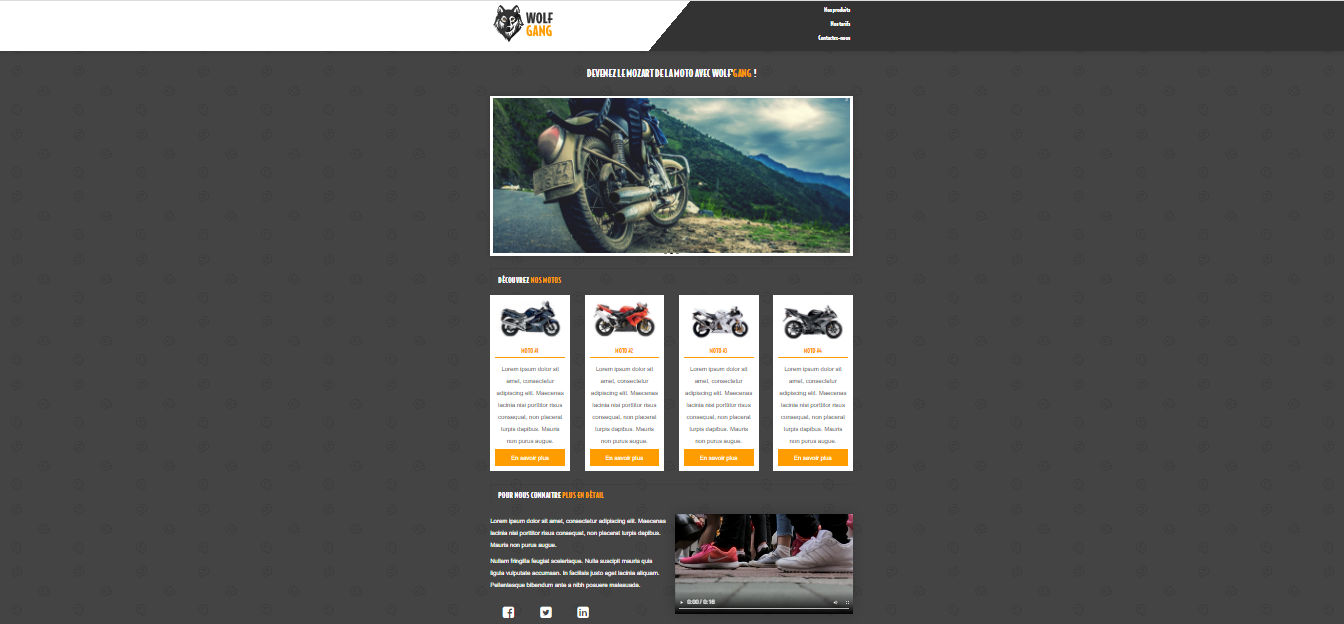 WOLF
GANG
Nos produits
Nos tarifs
Contactez-nous
DEVENEZ LE MOZART DE LA MOTO AVEC WOLF'GANG !
DÉCOUVREZ NOS MOTOS
MOTO #1
Lorem ipsum dolor sit
amet, consectetur
adipiscing elit. Maecenas
lacinia nisi porttitor risus
consequat, non placerat
turpis dapibus. Mauris
non purus augue.
En savoir plus
MOTO #2
Lorem ipsum dolor sit
amet, consectetur
adipiscing elit. Maecenas
lacinia nisi porttitor risus
consequat, non placerat
turpis dapibus. Mauris
non purus augue.
En savoir plus
MOTO #3
Lorem ipsum dolor sit
amet, consectetur
adipiscing elit. Maecenas
lacinia nisi porttitor risus
consequat, non placerat
turpis dapibus. Mauris
non purus augue.
En savoir plus
MOTO #4
Lorem ipsum dolor sit
amet, consectetur
adipiscing elit. Maecenas
lacinia nisi porttitor risus
consequat, non placerat
turpis dapibus. Mauris
non purus augue.
En savoir plus
POUR NOUS CONNAITRE PLUS EN DÉTAIL
Lorem ipsum dolor sit amet, consectetur adipiscing elit. Maecenas
lacinia nisi porttitor risus consequat, non placerat turpis dapibus.
Mauris non purus augue.
Nullam fringilla feugiat scelerisque. Nulla suscipit mauris quis
ligula vulputate accumsan. In facilisis justo eget lacinia aliquam.
Pellentesque bibendum ante a nibh posuere malesuada.
0:00 / 0:16